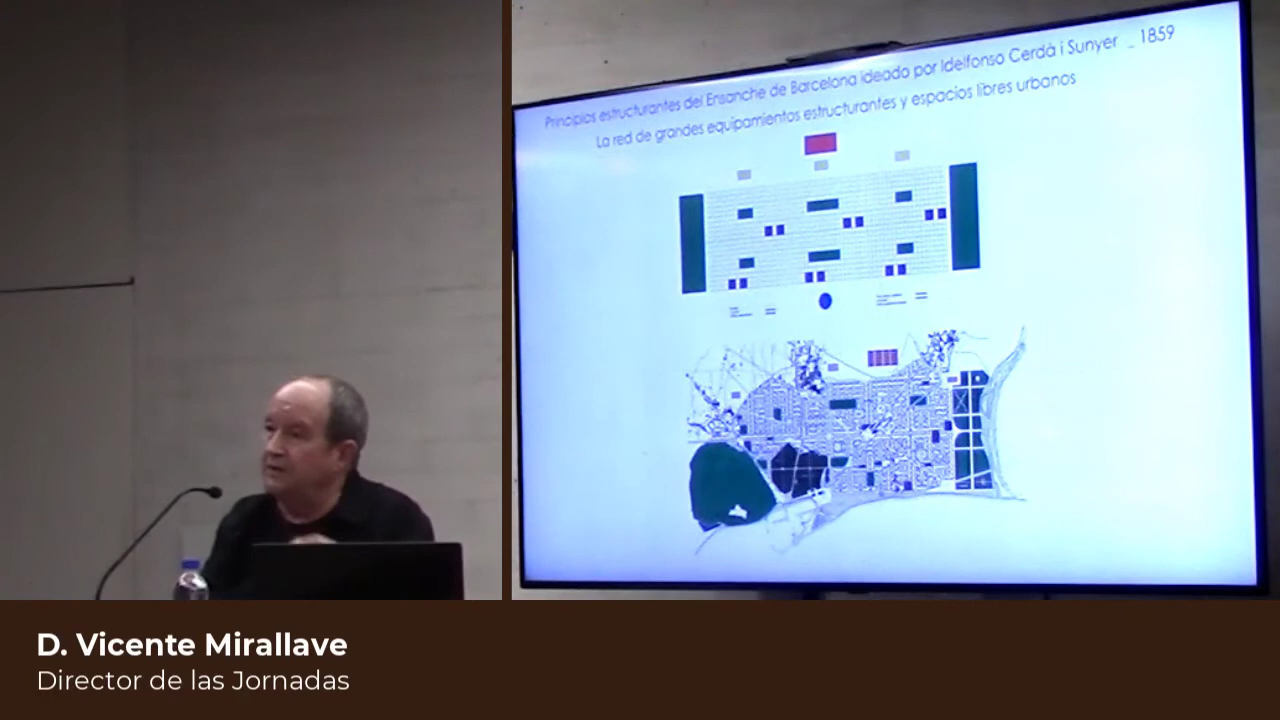 Principios estructurantes del Ensanche de Barcelona ideado por Idelfonso Cerdà i Sunyer _ 1859
La red de grandes equipamientos estructurantes y espacios libres urbanos
D. Vicente Mirallave
Director de las Jornadas